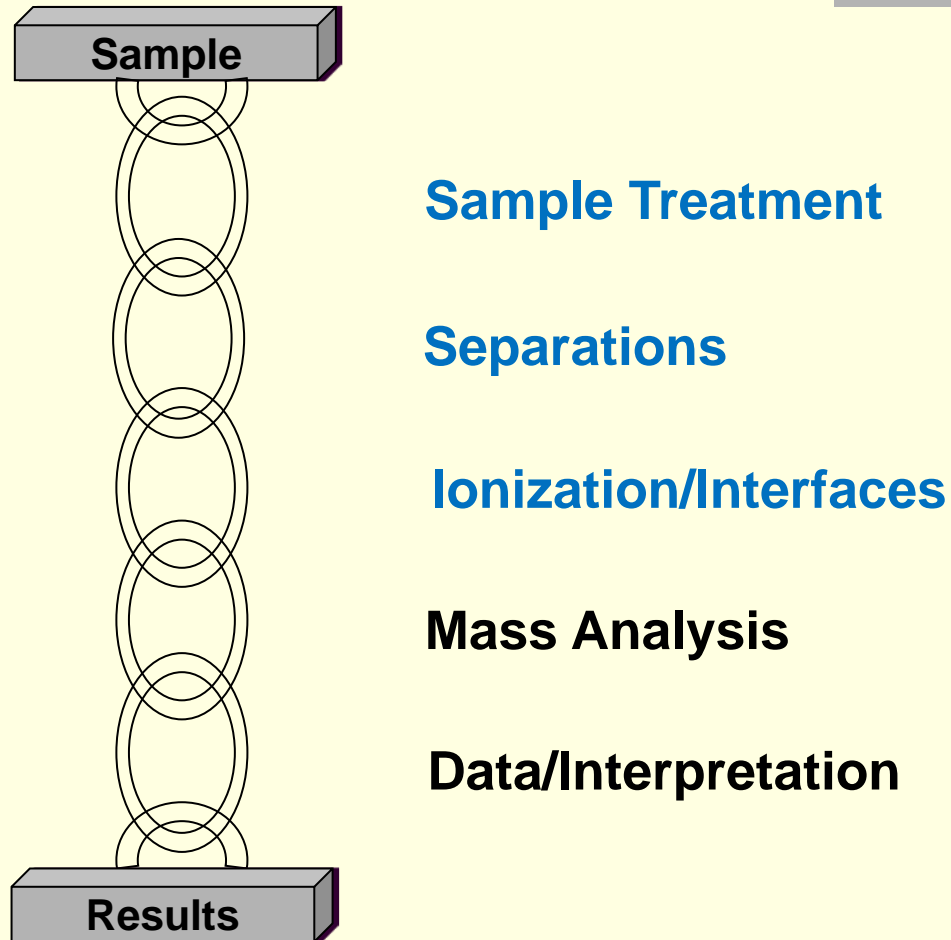 Sample
Sample Treatment
Separations
Ionization/Interfaces
Mass Analysis
Data/Interpretation
Results